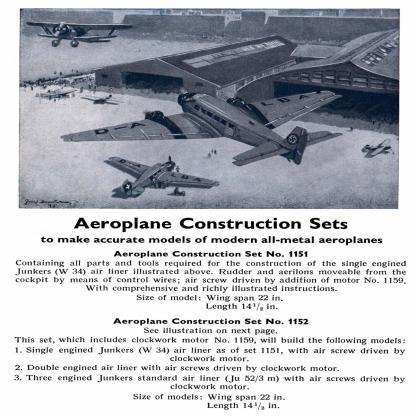 Aeroplane Construction Sets
to make accurate models of modern all-metal aeroplanes
Aeroplane Construction Set No. 1151
Containing all parts and tools required for the construction of the single engined
Junkers (W 34) air liner illustrated above. Rudder and aerilons moveable from the
cockpit by means of control wires; air screw driven by addition of motor No. 1159.
With comprehensive and richly illustrated instructions.
Size of model: Wing span 22 in.
Length 14 1/2 in.
Aeroplane Construction Set No. 1152
See illustration on next page.
This set, which includes clockwork motor No. 1159, will build the following models:
1. Single engined Junkers (W 34) air liner as of set 1151, with air screw driven by
clockwork motor.
2. Double engined air liner with air screws driven by clockwork motor.
3. Three engined Junkers standard air liner (Ju 52/3 m) with air screws driven by
clockwork motor.
Size of model: Wing span 22 in.
Length 14 1/2 in.